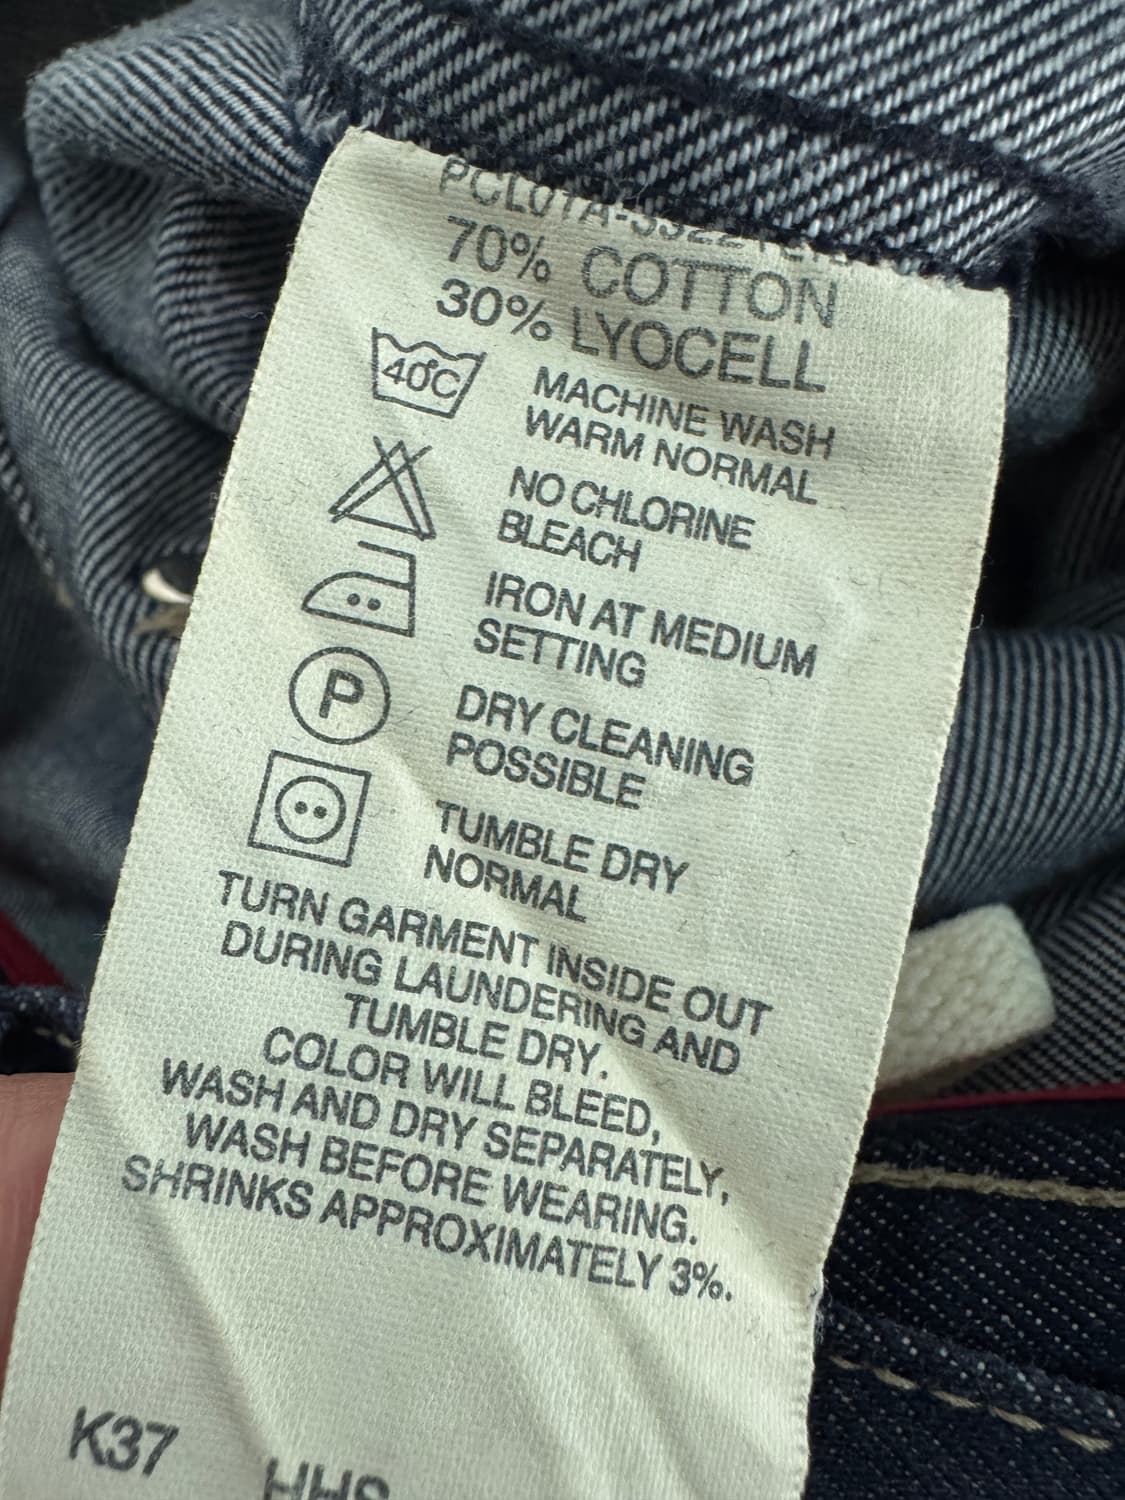 70% COTTON
30% LYOCELL
40°C
MACHINE WASH
WARM NORMAL
NO CHLORINE
BLEACH
IRON AT MEDIUM
SETTING
P
DRY CLEANING
POSSIBLE
TUMBLE DRY
NORMAL
TURN GARMENT INSIDE OUT
DURING LAUNDERING AND
TUMBLE DRY.
COLOR WILL BLEED,
WASH AND DRY SEPARATELY,
WASH BEFORE WEARING.
SHRINKS APPROXIMATELY 3%.
K37
HHS